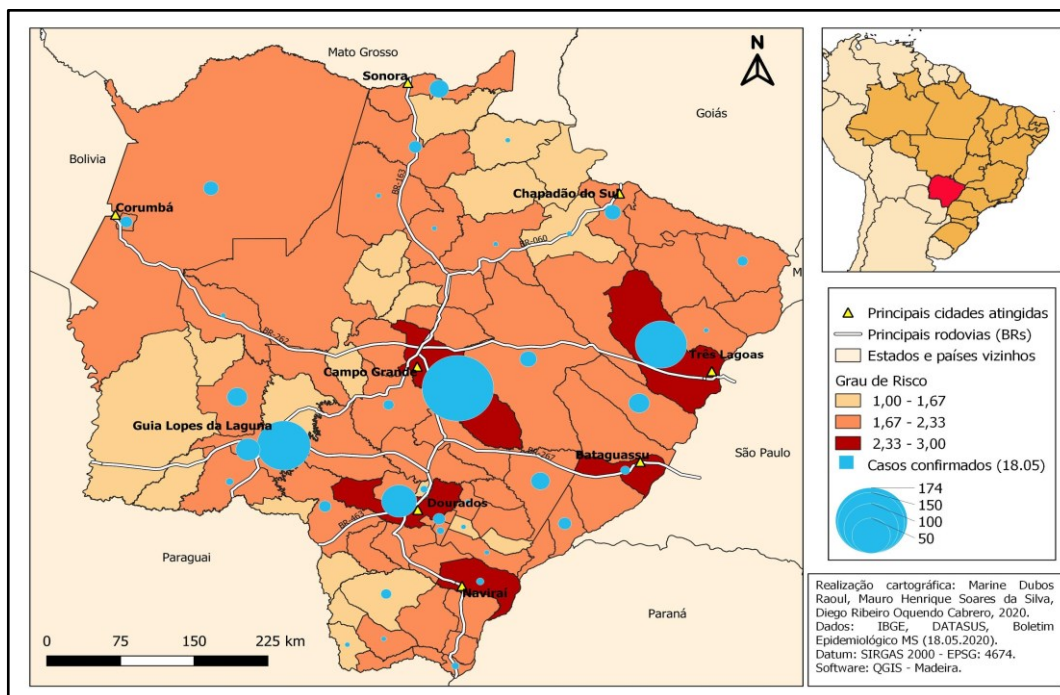 Mato Grosso
Sonora
N
Goiás
Bolivia
BR-163
Chapadão do Sul
Corumbá
BR-060
BR-262
Três Lagoas
Campo Grande
Guia Lopes da Laguna
BR-267
Bataguassu
São Paulo
Dourados
BR-463
Paraguai
Naviraí
Paraná
0 75 150 225 km
Principais cidades atingidas
Principais rodovias (BRs)
Estados e países vizinhos
Grau de Risco
1,00 - 1,67
1,67 - 2,33
2,33 - 3,00
Casos confirmados (18.05)
174
150
100
50
Realização cartográfica: Marine Dubos
Raoul, Mauro Henrique Soares da Silva,
Diego Ribeiro Oquendo Cabrero, 2020.
Dados: IBGE, DATASUS, Boletim
Epidemiológico MS (18.05.2020).
Datum: SIRGAS 2000 - EPSG: 4674.
Software: QGIS - Madeira.